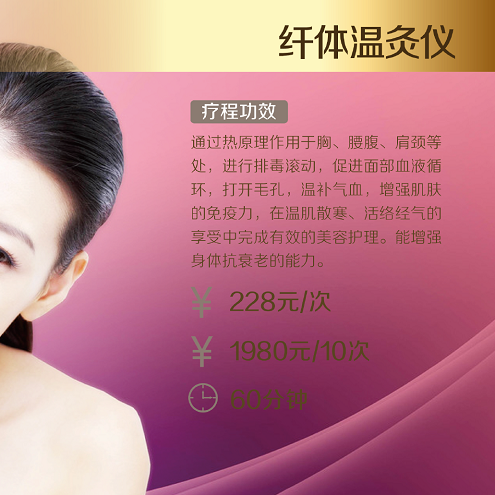 纤体温灸仪
疗程功效
通过热原理作用于胸、腰腹、肩颈等
处，进行排毒滚动，促进面部血液循
环，打开毛孔，温补气血，增强肌肤
的免疫力，在温肌散寒、活络经气的
享受中完成有效的美容护理。能增强
身体抗衰老的能力。
¥ 228元/次
¥ 1980元/10次
60分钟